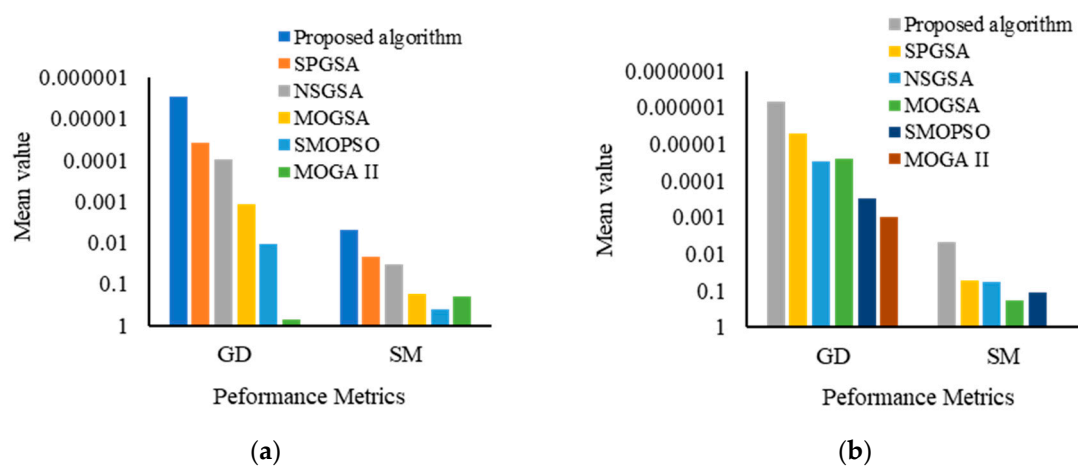 Proposed algorithm
SPGSA
NSGSA
MOGSA
SMOPSO
MOGA II
0.000001
0.00001
0.0001
0.001
0.01
0.1
1
Mean value
GD SM
Peformance Metrics
(a)
Proposed algorithm
SPGSA
NSGSA
MOGSA
SMOPSO
MOGA II
0.0000001
0.000001
0.00001
0.0001
0.001
0.01
0.1
1
Mean value
GD SM
Peformance Metrics
(b)